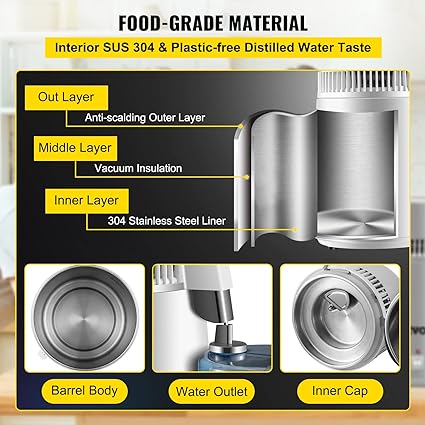 FOOD-GRADE MATERIAL
Interior SUS 304 & Plastic-free Distilled Water Taste
Out Layer
Anti-scalding Outer Layer
Middle Layer
Vacuum Insulation
Inner Layer
304 Stainless Steel Liner
Barrel Body
Water Outlet
Inner Cap